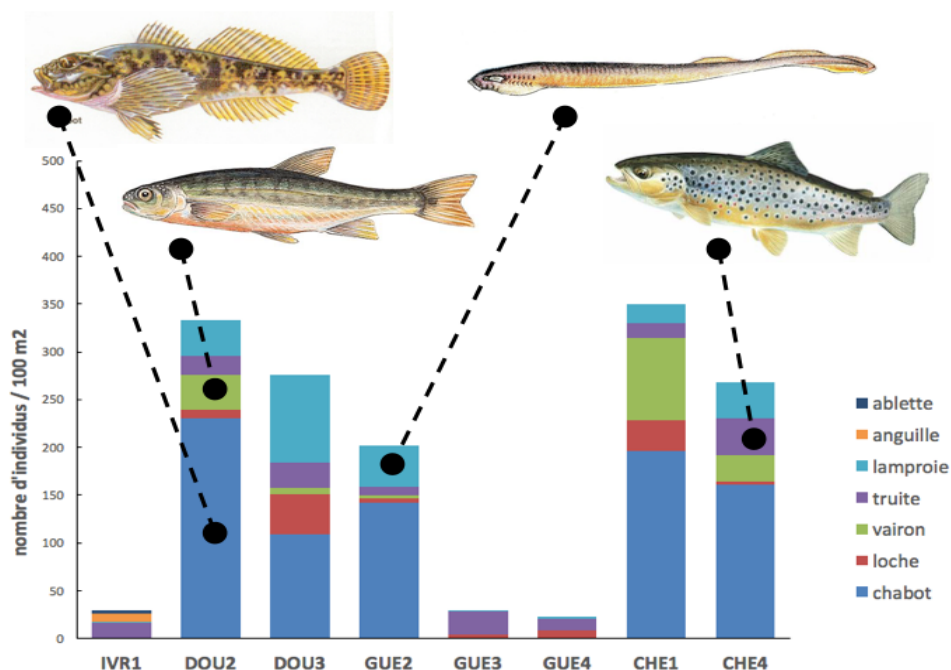 ot
500
450
400
350
300
250
200
150
100
50
0
nombre d'individus / 100 m2
IVR1 DOU2 DOU3 GUE2 GUE3 GUE4 CHE1 CHE4
ablette
anguille
lamproie
truite
vairon
loche
chabot